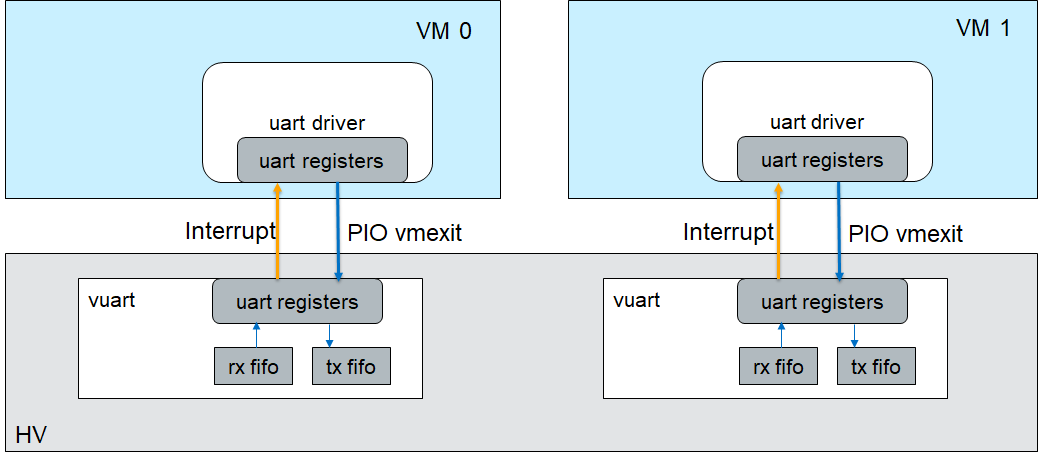 VM 0
VM 1
uart driver
uart driver
uart registers
uart registers
Interrupt
PIO vmexit
Interrupt
PIO vmexit
vuart
uart registers
vuart
uart registers
rx fifo
tx fifo
rx fifo
tx fifo
HV